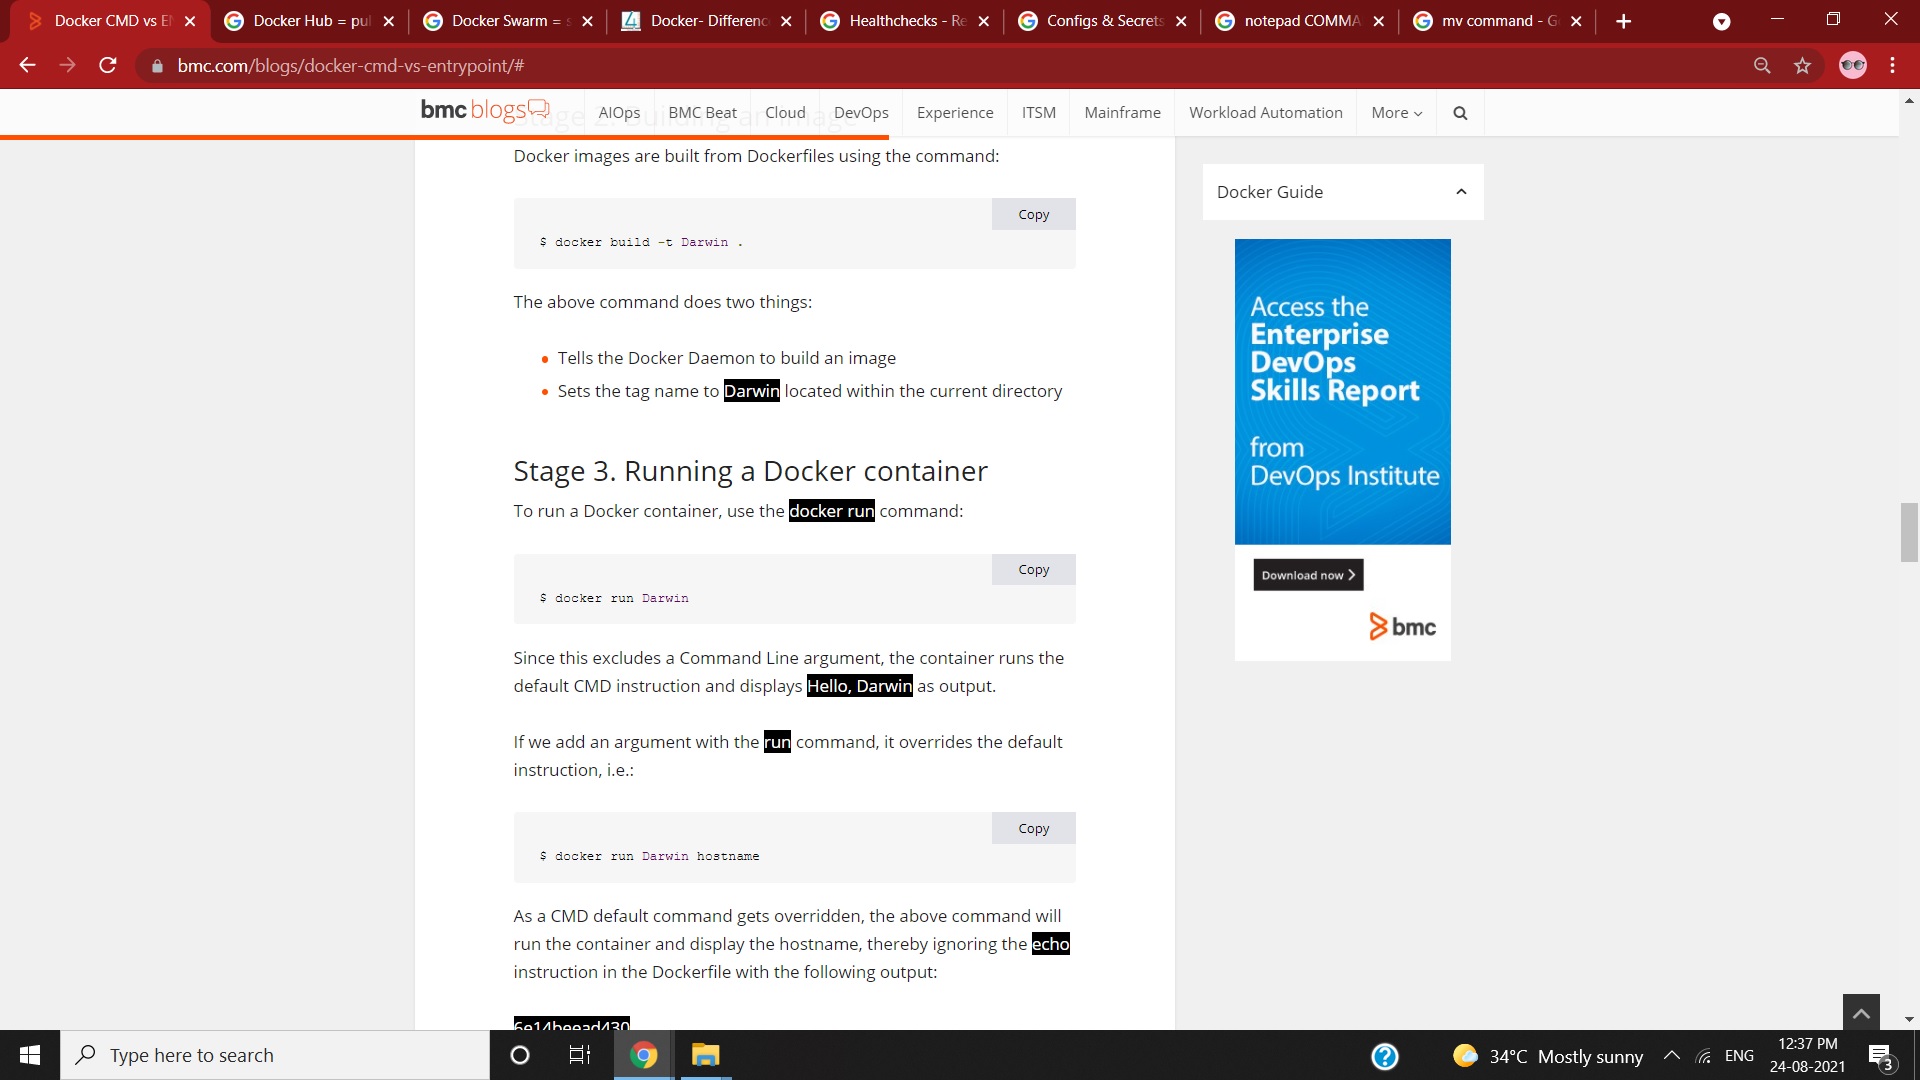 Docker CMD vs EN
Docker Hub = pul
Docker Swarm = s
Docker- Differenc
Healthchecks - Re
Configs & Secrets
notepad COMMA
mv command - G
bmc.com/blogs/docker-cmd-vs-entrypoint/#
bmc blogs
AIOps
BMC Beat
Cloud
DevOps
Experience
ITSM
Mainframe
Workload Automation
More
Stage 2. Building an image
Docker images are built from Dockerfiles using the command:
Copy
$ docker build -t Darwin .
The above command does two things:
• Tells the Docker Daemon to build an image
• Sets the tag name to Darwin located within the current directory
Stage 3. Running a Docker container
To run a Docker container, use the docker run command:
Copy
$ docker run Darwin
Since this excludes a Command Line argument, the container runs the
default CMD instruction and displays Hello, Darwin as output.
If we add an argument with the run command, it overrides the default
instruction, i.e.:
Copy
$ docker run Darwin hostname
As a CMD default command gets overridden, the above command will
run the container and display the hostname, thereby ignoring the echo
instruction in the Dockerfile with the following output:
6e14beead430
Docker Guide
Access the
Enterprise
DevOps
Skills Report
from
DevOps Institute
Download now
bmc
Type here to search
34°C Mostly sunny
ENG
12:37 PM
24-08-2021
3